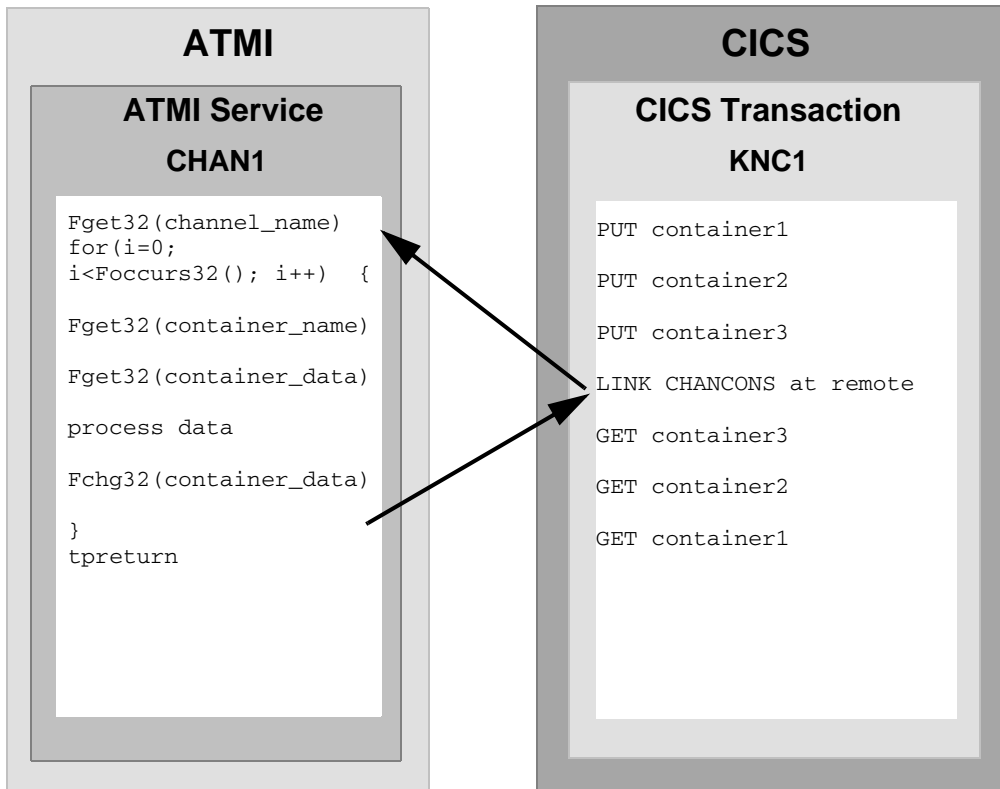 ATMI
ATMI Service
CHAN1
Fget32(channel_name)
for(i=0;
i<Foccurs32(); i++)  {
Fget32(container_name)
Fget32(container_data)
process data
Fchg32(container_data)
}
tpreturn
CICS
CICS Transaction
KNC1
PUT container1
PUT container2
PUT container3
LINK CHANCONS at remote
GET container3
GET container2
GET container1